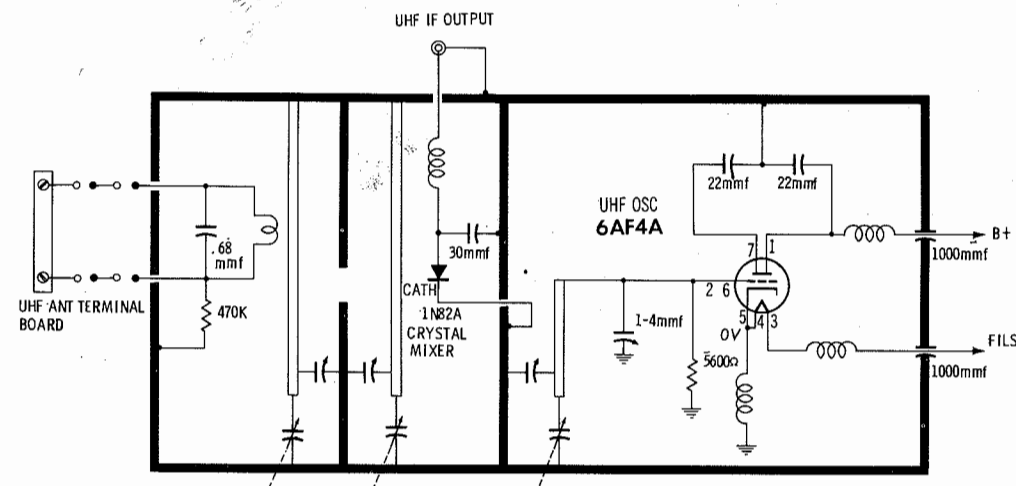 UHF IF OUTPUT
22mmf
22mmf
UHF OSC
6AF4A
7
1
B+
1000mmf
.68
mmf
30mmf
CATH
2 6
UHF ANT TERMINAL
BOARD
470K
1N82A
CRYSTAL
MIXER
1-4mmf
5
4
3
0V
5600Ω
FILS
1000mmf